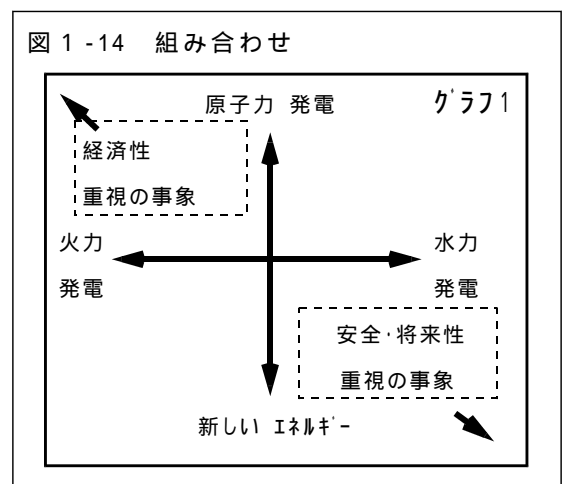 図1-14 組み合わせ
原子力 発電 グラフ1
経済性
重視の事象
火力
発電
水力
発電
安全・将来性
重視の事象
新しい エネルギー